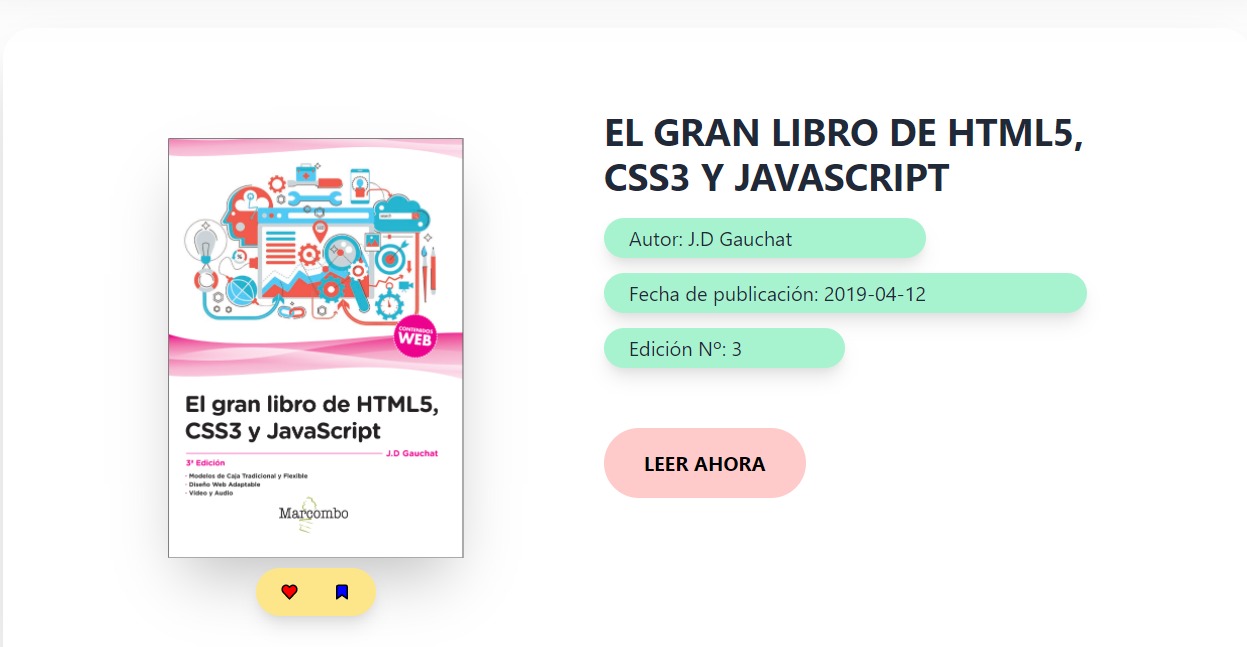 EL GRAN LIBRO DE HTML5,
CSS3 Y JAVASCRIPT
Autor: J.D Gauchat
Fecha de publicación: 2019-04-12
Edición Nº: 3
LEER AHORA
CONTENIDOS
WEB
El gran libro de HTML5,
CSS3 y JavaScript
J.D Gauchat
3ª Edición
· Modelos de Caja Tradicional y Flexible
· Diseño Web Adaptable
· Video y Audio
Marcombo